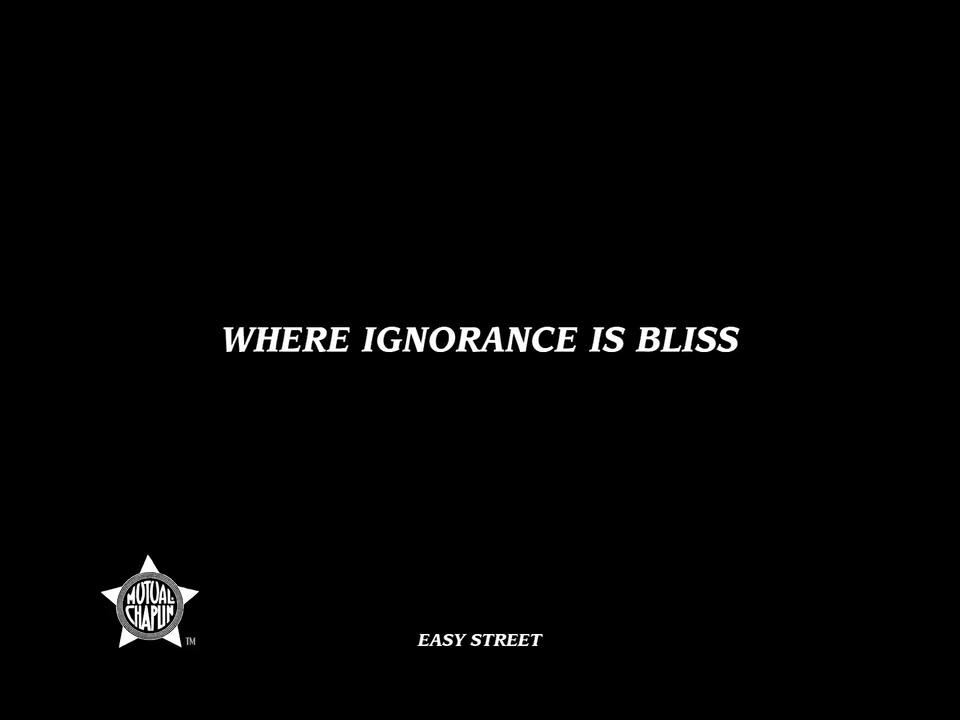 WHERE IGNORANCE IS BLISS
MUTUAL-
CHAPLIN
TM
EASY STREET